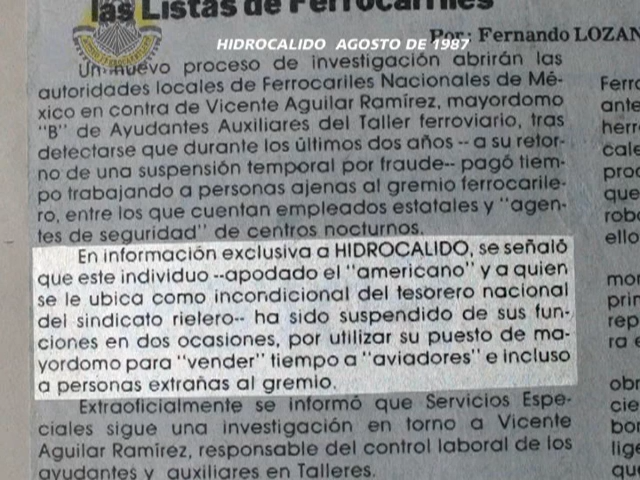 las Listas de Ferrocarriles
Por: Fernando LOZAN
HIDROCALIDO AGOSTO DE 1987
Un nuevo proceso de investigación abrirán las
autoridades locales de Ferrocariles Nacionales de Mé-
xico en contra de Vicente Aguilar Ramírez, mayordomo
"B" de Ayudantes Auxiliares del Taller ferroviario, tras
detectarse que durante los últimos dos años -- a su retor-
no de una suspensión temporal por fraude-- pagó tiem-
po trabajando a personas ajenas al gremio ferrocarile-
ro, entre los que cuentan empleados estatales y "agen-
tes de seguridad" de centros nocturnos.
En información exclusiva a HIDROCALIDO, se señaló
que este individuo --apodado el "americano" y a quien
se le ubica como incondicional del tesorero nacional
del sindicato rielero-- ha sido suspendido de sus fun-
ciones en dos ocasiones, por utilizar su puesto de ma-
yordomo para "vender" tiempo a "aviadores" e incluso
a personas extrañas al gremio.
Extraoficialmente se informó que Servicios Espe-
ciales sigue una investigación en torno a Vicente
Aguilar Ramírez, responsable del control laboral de los
ayudantes y auxiliares en Talleres.
Ferro
ante
herr
cale
proc
que
robo
ello
mo
prin
rep
ra e
obr
cie
bor
lige
que